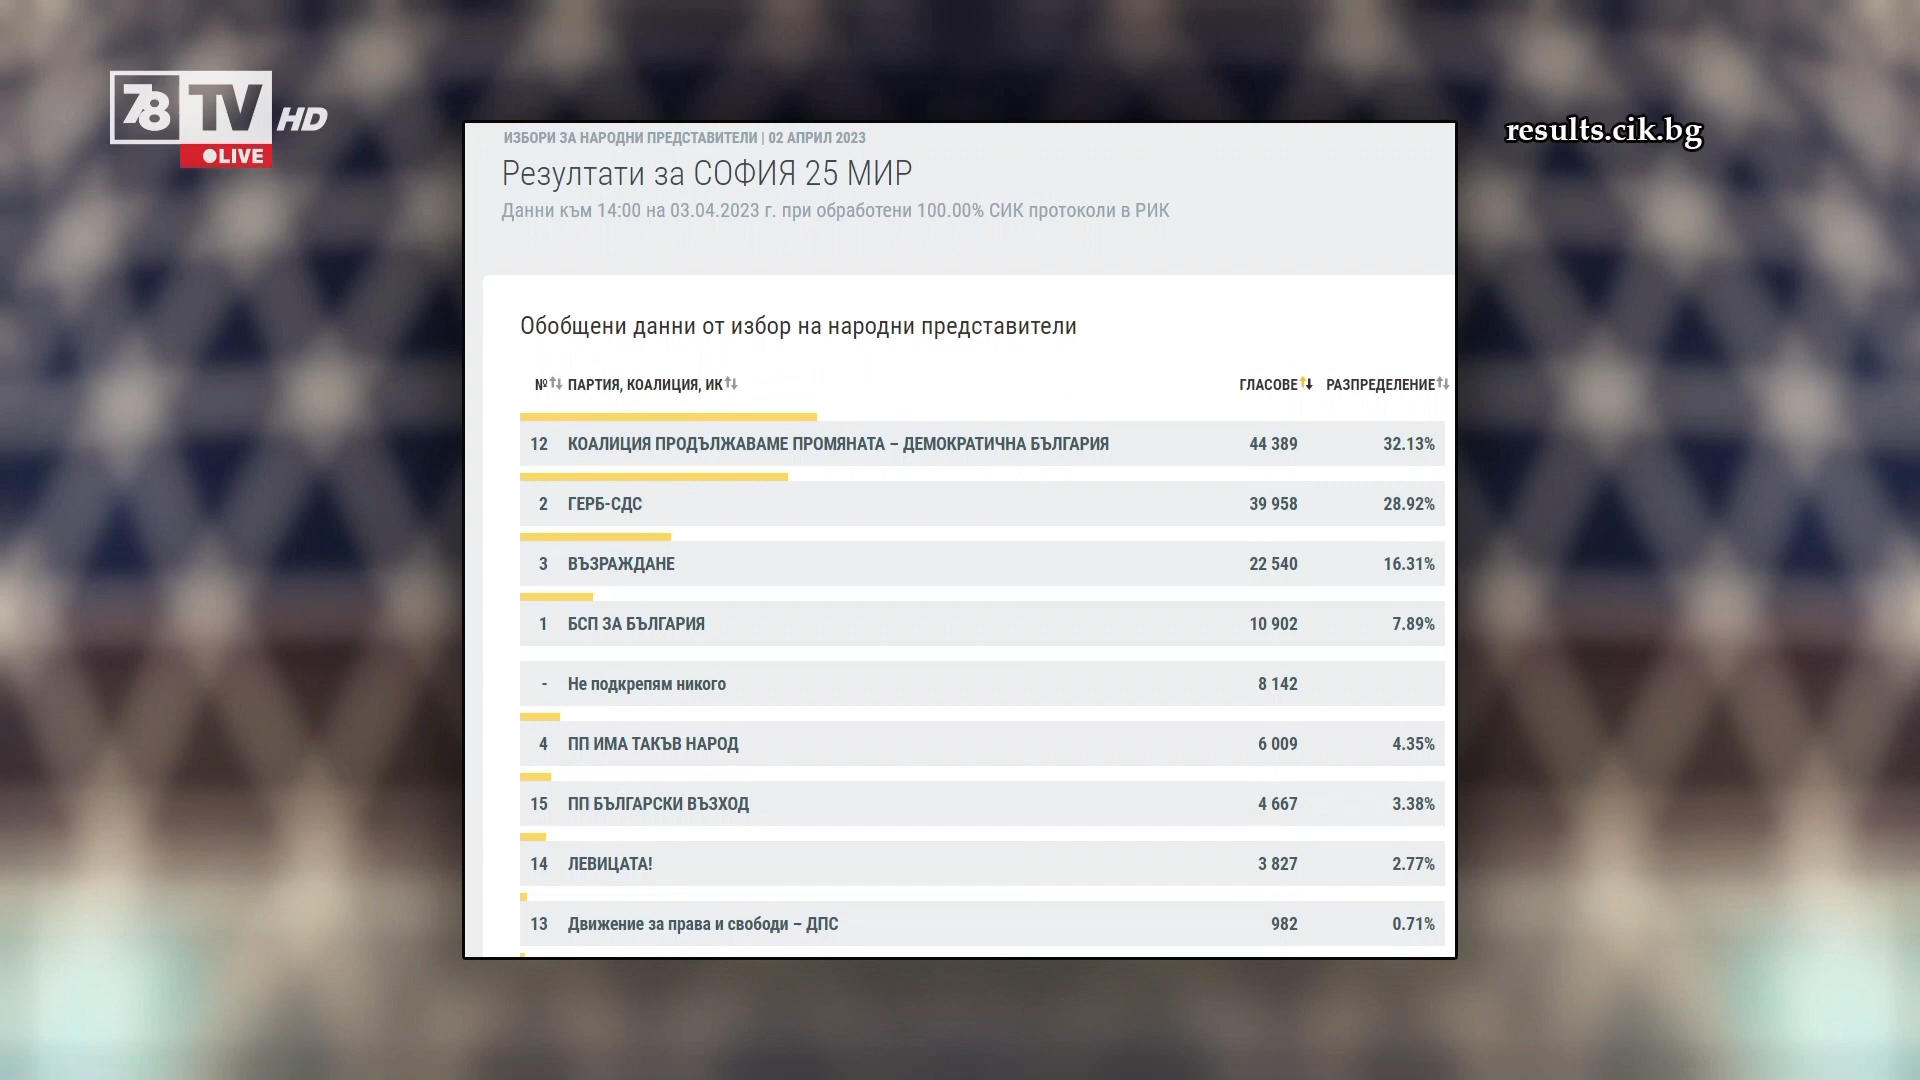 78 TV HD
LIVE
results.cik.bg
ИЗБОРИ ЗА НАРОДНИ ПРЕДСТАВИТЕЛИ | 02 АПРИЛ 2023
Резултати за СОФИЯ 25 МИР
Данни към 14:00 на 03.04.2023 г. при обработени 100.00% СИК протоколи в РИК
Обобщени данни от избор на народни представители
№ ПАРТИЯ, КОАЛИЦИЯ, ИК ГЛАСОВЕ РАЗПРЕДЕЛЕНИЕ
12 КОАЛИЦИЯ ПРОДЪЛЖАВАМЕ ПРОМЯНАТА – ДЕМОКРАТИЧНА БЪЛГАРИЯ 44 389 32.13%
2 ГЕРБ-СДС 39 958 28.92%
3 ВЪЗРАЖДАНЕ 22 540 16.31%
1 БСП ЗА БЪЛГАРИЯ 10 902 7.89%
- Не подкрепям никого 8 142
4 ПП ИМА ТАКЪВ НАРОД 6 009 4.35%
15 ПП БЪЛГАРСКИ ВЪЗХОД 4 667 3.38%
14 ЛЕВИЦАТА! 3 827 2.77%
13 Движение за права и свободи – ДПС 982 0.71%